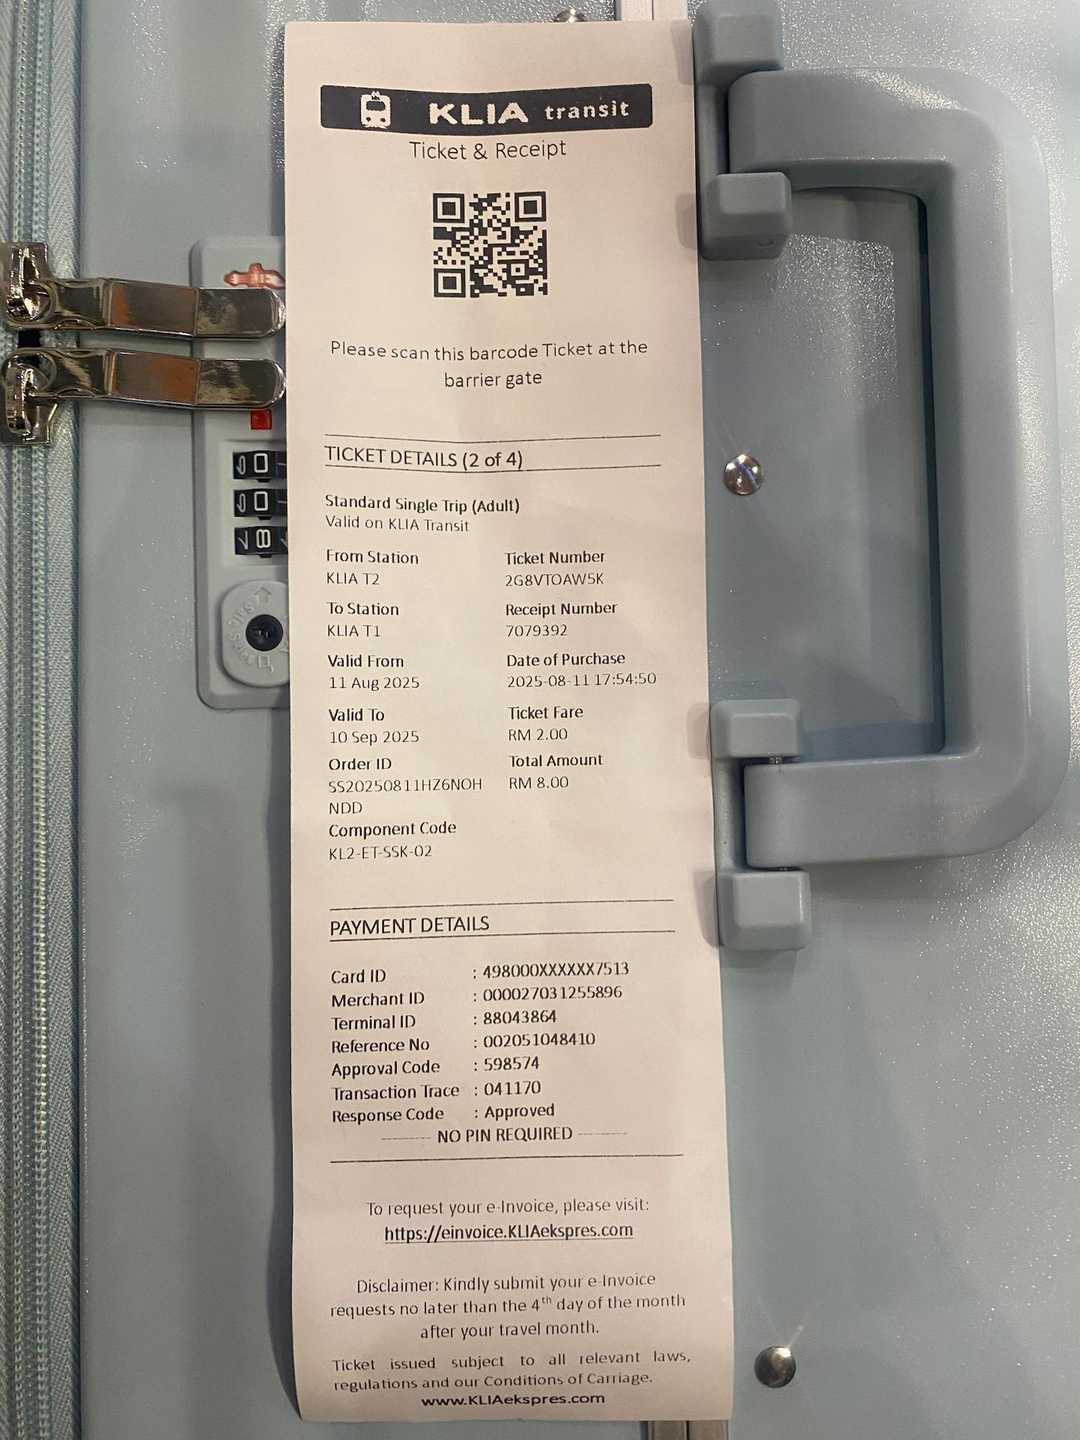 KLIA transit
Ticket & Receipt
Please scan this barcode Ticket at the
barrier gate
TICKET DETAILS (2 of 4)
Standard Single Trip (Adult)
Valid on KLIA Transit
From Station Ticket Number
KLIA T2 2G8VTOAW5K
To Station Receipt Number
KLIA T1 7079392
Valid From Date of Purchase
11 Aug 2025 2025-08-11 17:54:50
Valid To Ticket Fare
10 Sep 2025 RM 2.00
Order ID Total Amount
SS20250811HZ6NOH RM 8.00
NDD
Component Code
KL2-ET-SSK-02
PAYMENT DETAILS
Card ID : 498000XXXXXX7513
Merchant ID : 000027031255896
Terminal ID : 88043864
Reference No : 002051048410
Approval Code : 598574
Transaction Trace : 041170
Response Code : Approved
---------- NO PIN REQUIRED ----------
To request your e-Invoice, please visit:
https://einvoice.KLIAekspres.com
Disclaimer: Kindly submit your e-Invoice
requests no later than the 4th day of the month
after your travel month.
Ticket issued subject to all relevant laws,
regulations and our Conditions of Carriage.
www.KLIAekspres.com
0
0
8